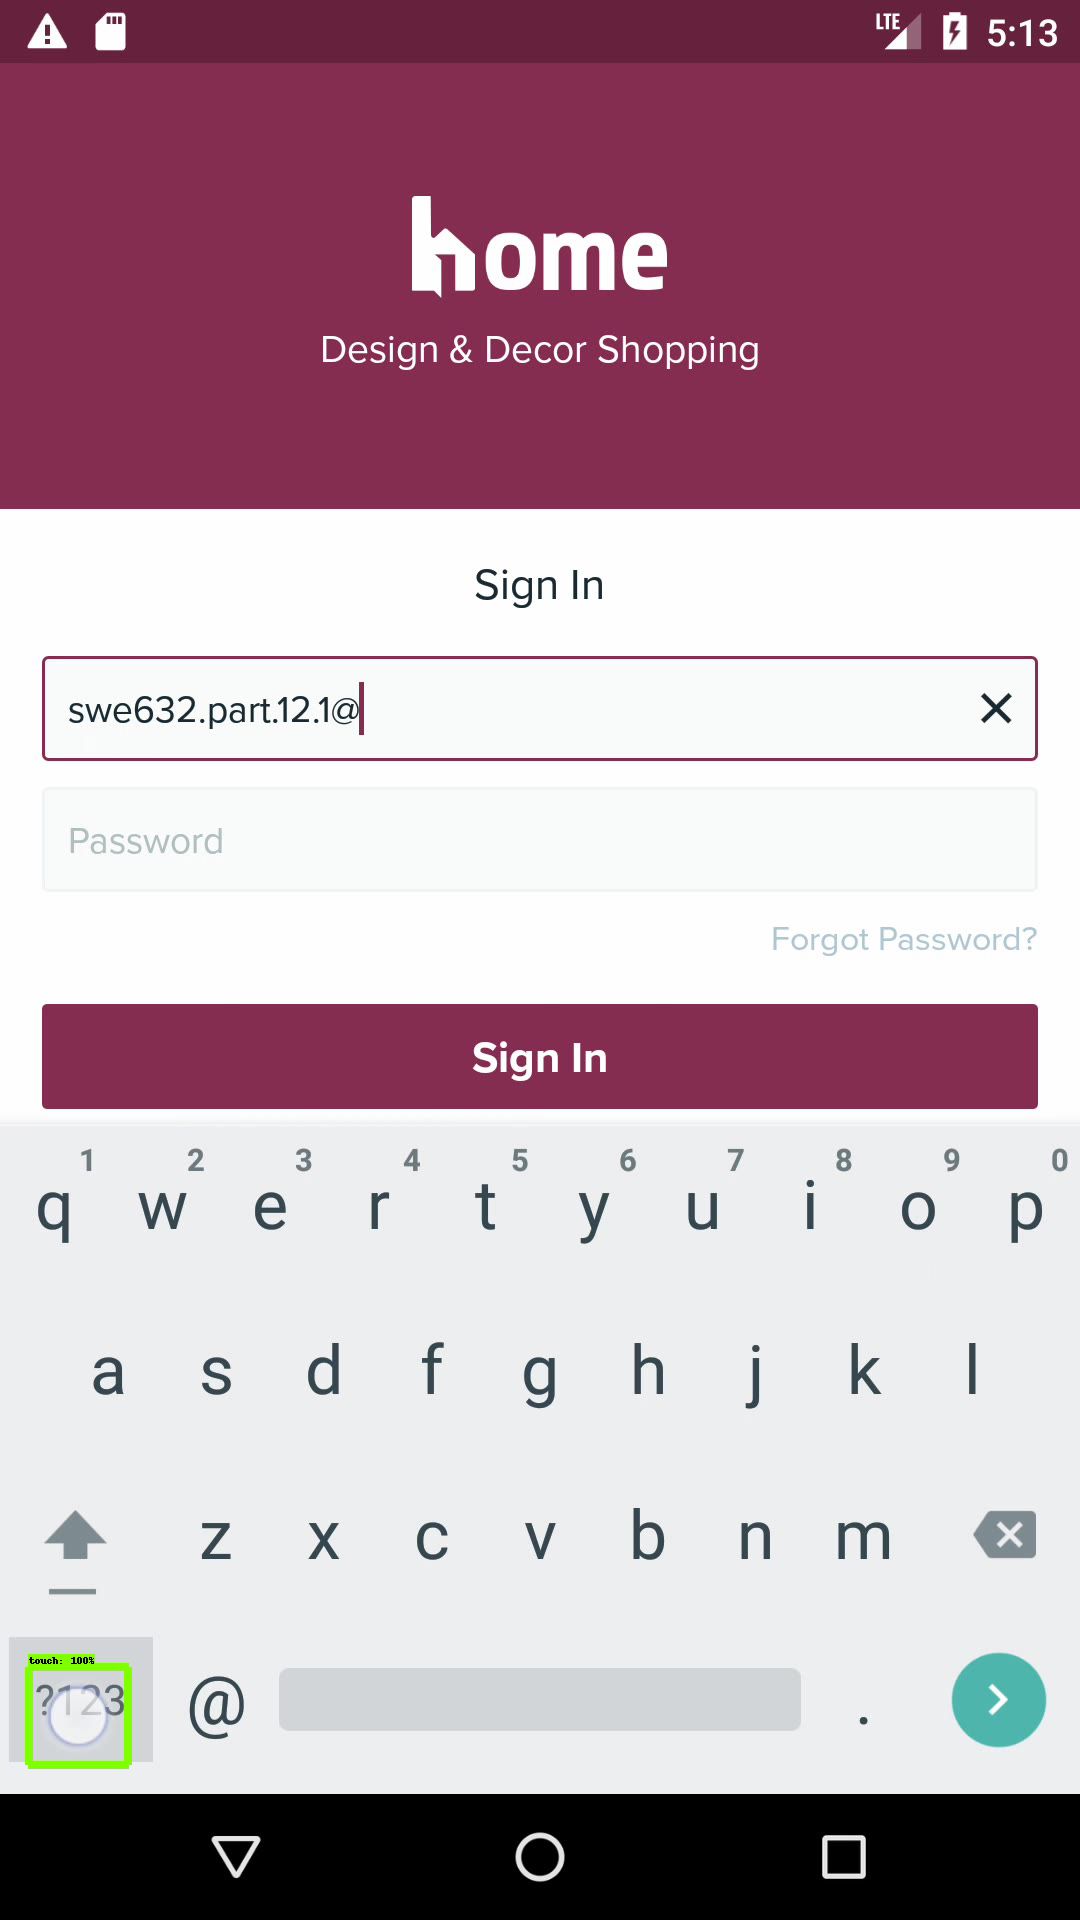 LTE 5:13
home
Design & Decor Shopping
Sign In
swe632.part.12.1@
Password
Forgot Password?
Sign In
1 2 3 4 5 6 7 8 9 0
q w e r t y u i o p
a s d f g h j k l
z x c v b n m
touch: 100%
?123 @ .